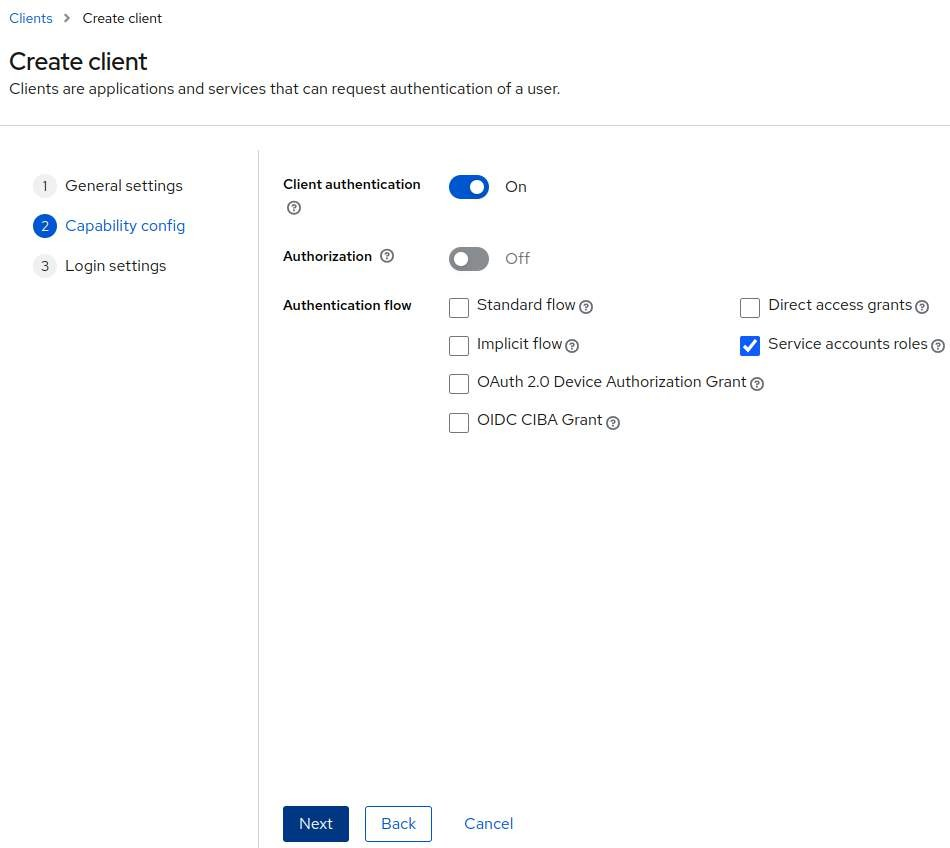 Clients > Create client
Create client
Clients are applications and services that can request authentication of a user.
1 General settings
2 Capability config
3 Login settings
Client authentication ?
On
Authorization ?
Off
Authentication flow
Standard flow ?
Direct access grants ?
Implicit flow ?
Service accounts roles ?
OAuth 2.0 Device Authorization Grant ?
OIDC CIBA Grant ?
Next
Back
Cancel